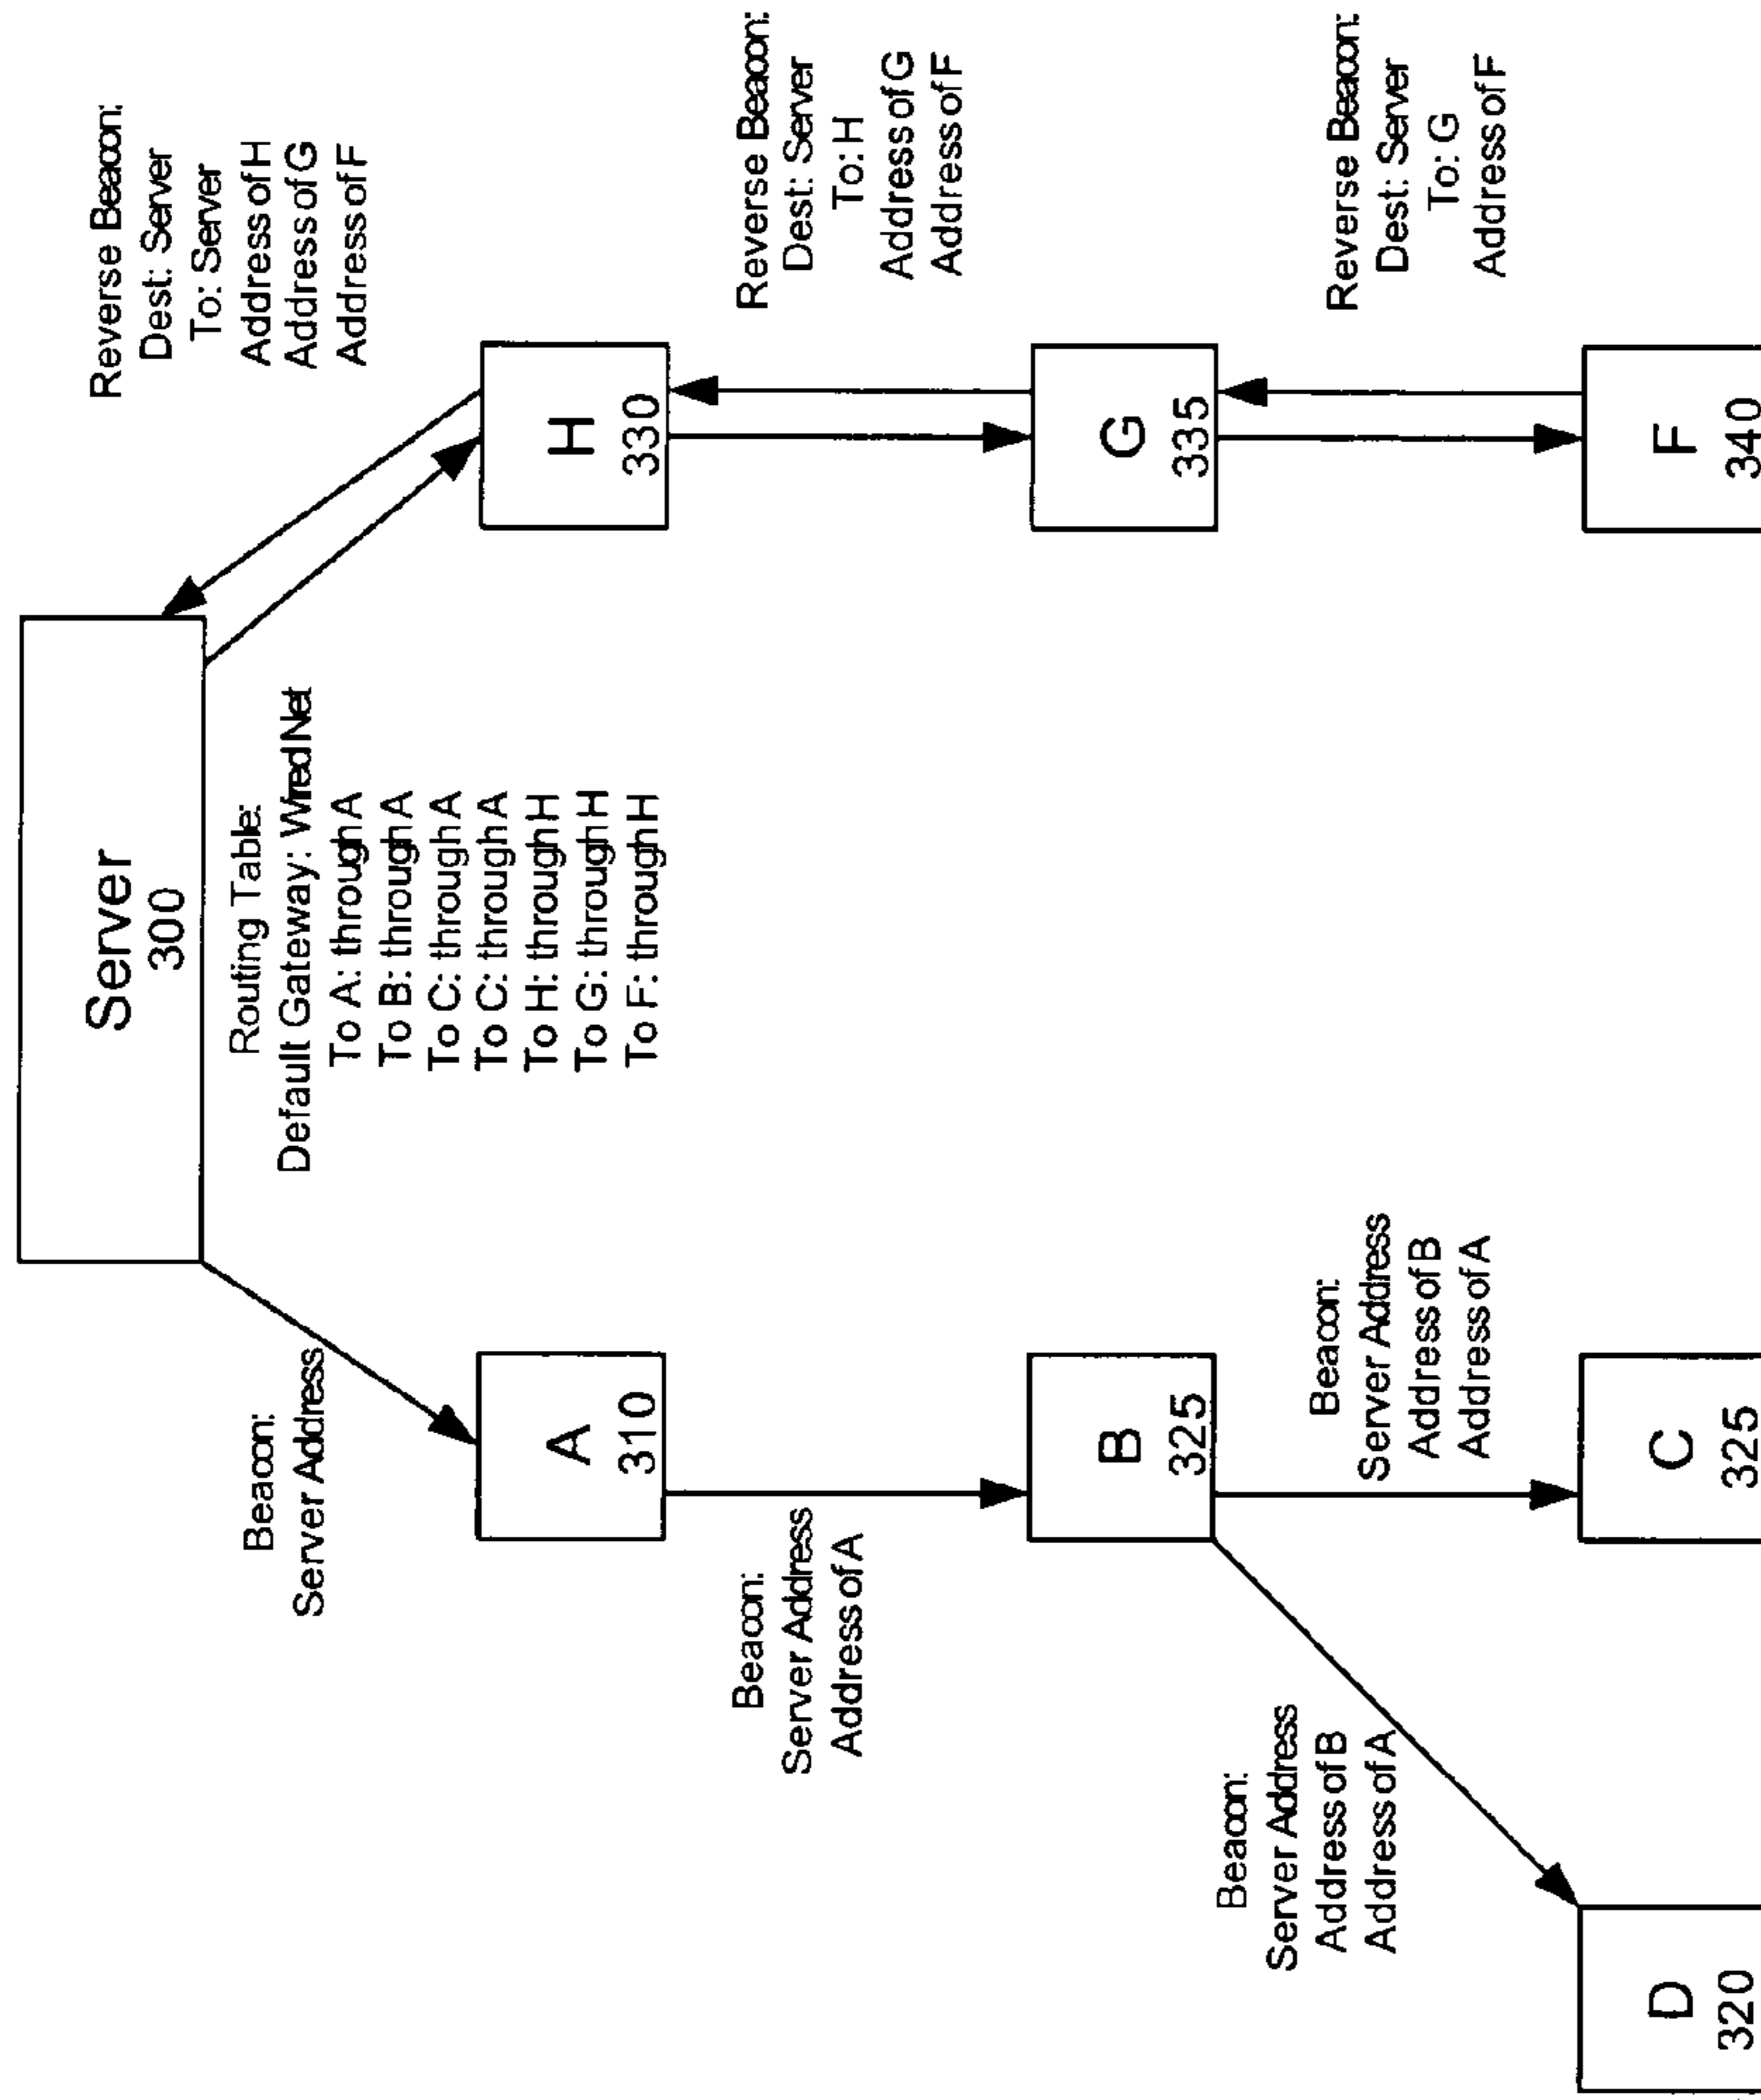 Server
300
Reverse Beacon:
Dest: Server
To: Server
Address of H
Address of G
Address of F
Routing Table:
Default Gateway: Wired Net
To A: through A
To B: through A
To C: through A
To C: through A
To H: through H
To G: through H
To F: through H
Beacon:
Server Address
A
310
H
330
Beacon:
Server Address
Address of A
Reverse Beacon:
Dest: Server
To: H
Address of G
Address of F
B
325
G
335
Beacon:
Server Address
Address of B
Address of A
Beacon:
Server Address
Address of B
Address of A
Reverse Beacon:
Dest: Server
To: G
Address of F
D
320
C
325
F
340